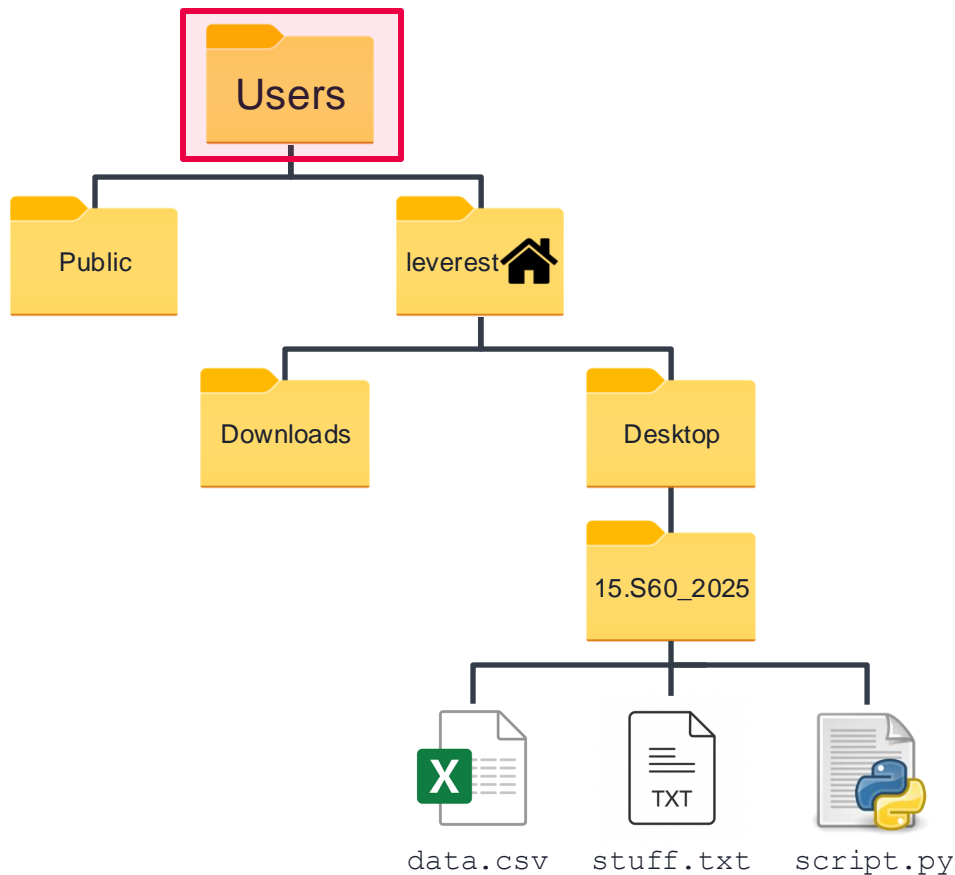 Users
Public
leverest
Downloads
Desktop
15.S60_2025
X
TXT
data.csv
stuff.txt
script.py